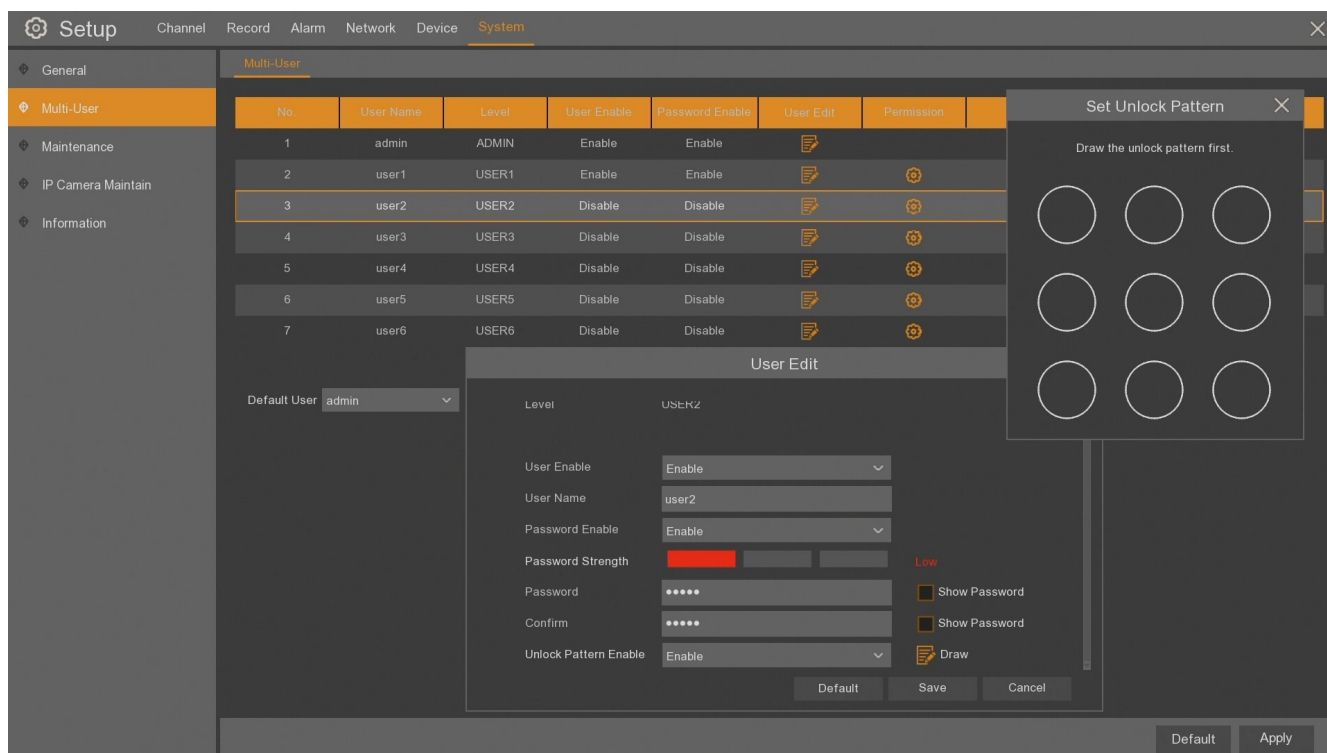 Setup Channel Record Alarm Network Device System
General
Multi-User
Maintenance
IP Camera Maintain
Information
Multi-User
No. User Name Level User Enable Password Enable User Edit Permission
1 admin ADMIN Enable Enable
2 user1 USER1 Enable Enable
3 user2 USER2 Disable Disable
4 user3 USER3 Disable Disable
5 user4 USER4 Disable Disable
6 user5 USER5 Disable Disable
7 user6 USER6 Disable Disable
Default User admin
Set Unlock Pattern
Draw the unlock pattern first.
User Edit
Level USER2
User Enable Enable
User Name user2
Password Enable Enable
Password Strength Low
Password ••••• Show Password
Confirm ••••• Show Password
Unlock Pattern Enable Enable Draw
Default Save Cancel
Default Apply